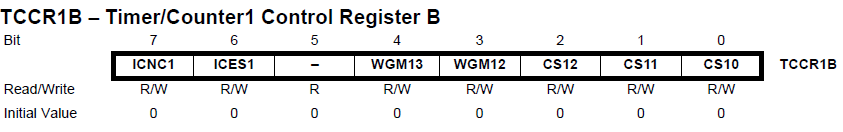 TCCR1B – Timer/Counter1 Control Register B
Bit 7 6 5 4 3 2 1 0
ICNC1 ICES1 – WGM13 WGM12 CS12 CS11 CS10 TCCR1B
Read/Write R/W R/W R R/W R/W R/W R/W R/W
Initial Value 0 0 0 0 0 0 0 0